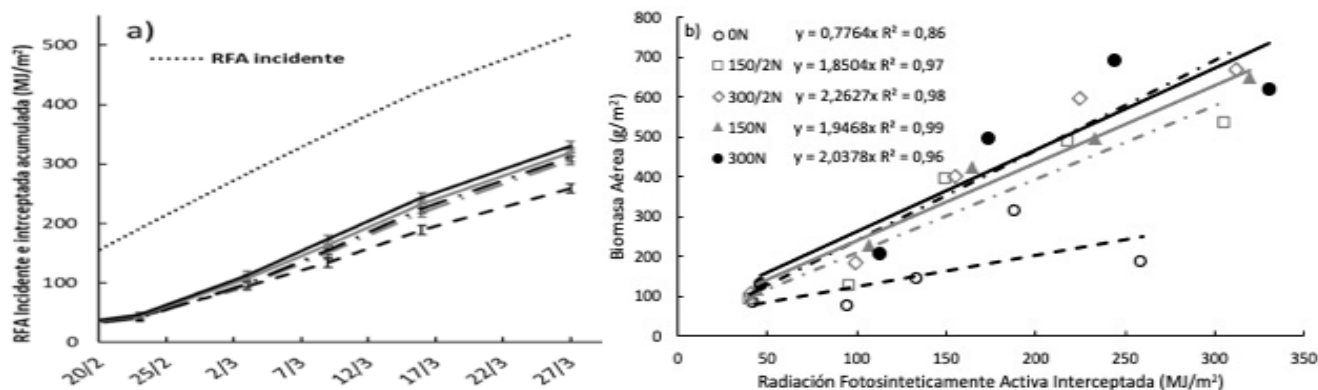 a)
RFA Incidente e intrceptada acumulada (MJ/m²)
500
400
300
200
100
0
RFA incidente
20/2
25/2
2/3
7/3
12/3
17/3
22/3
27/3
b)
Biomasa Aérea (g/m²)
800
700
600
500
400
300
200
100
0
0N y = 0,7764x R² = 0,86
150/2N y = 1,8504x R² = 0,97
300/2N y = 2,2627x R² = 0,98
150N y = 1,9468x R² = 0,99
300N y = 2,0378x R² = 0,96
0 50 100 150 200 250 300 350
Radiación Fotosinteticamente Activa Interceptada (MJ/m²)